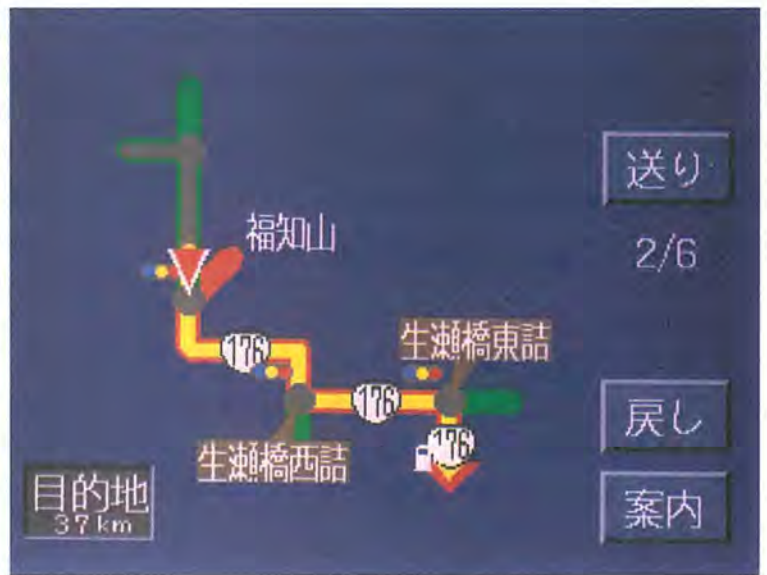 送り
福知山
2/6
176
生瀬橋東詰
176
戻し
176
生瀬橋西詰
目的地
37km
案内